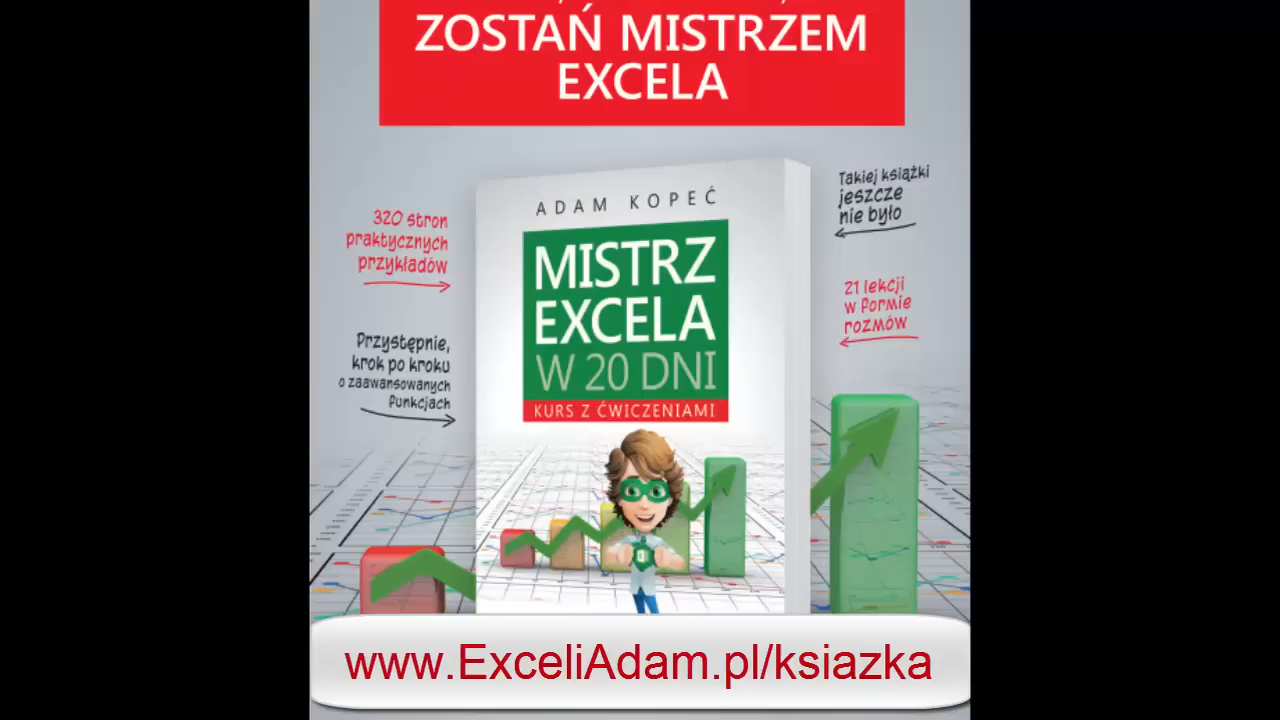 ZOSTAŃ MISTRZEM
EXCELA
ADAM KOPEĆ
MISTRZ
EXCELA
W 20 DNI
KURS Z ĆWICZENIAMI
320 stron
praktycznych
przykładów
Przystępnie,
krok po kroku
o zaawansowanych
funkcjach
Takiej książki
jeszcze
nie było
21 lekcji
w formie
rozmów
www.ExceliAdam.pl/ksiazka